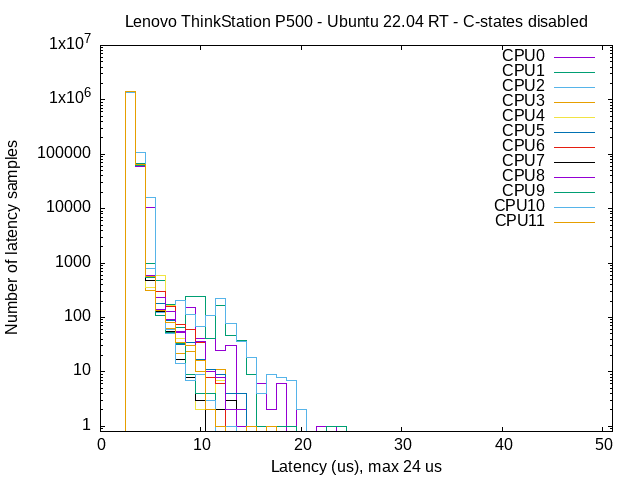 Lenovo ThinkStation P500 - Ubuntu 22.04 RT - C-states disabled
1x10^7
1x10^6
100000
10000
1000
100
10
1
Number of latency samples
CPU0
CPU1
CPU2
CPU3
CPU4
CPU5
CPU6
CPU7
CPU8
CPU9
CPU10
CPU11
0 10 20 30 40 50
Latency (us), max 24 us